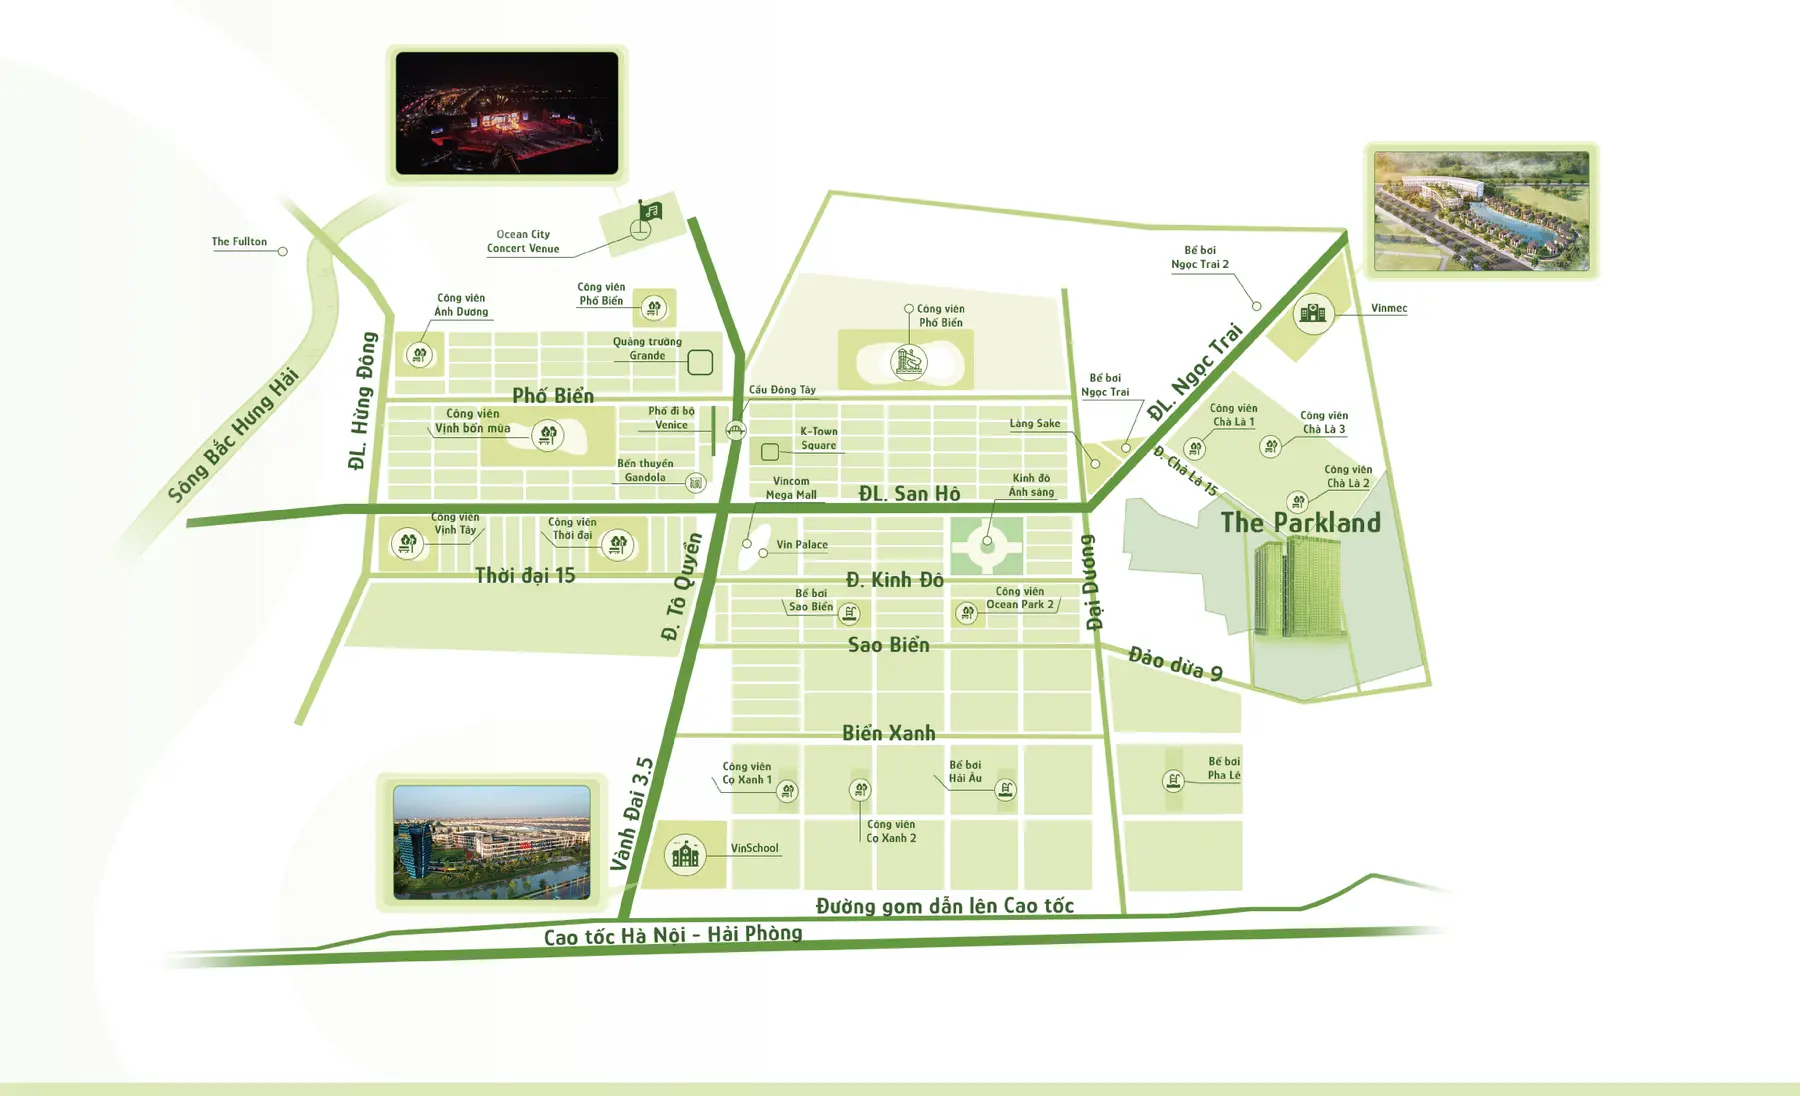 The Fullton
Ocean City
Concert Venue
Bể bơi
Ngọc Trai 2
Công viên
Phố Biển
Công viên
Ánh Dương
Công viên
Phố Biển
Vinmec
Quảng trường
Grande
ĐL. Hừng Đông
ĐL. Ngọc Trai
Sông Bắc Hưng Hải
Phố Biển
Cầu Đông Tây
Bể bơi
Ngọc Trai
Công viên
Vịnh bốn mùa
Phố đi bộ
Venice
K-Town
Square
Làng Sake
Công viên
Chà Là 1
Công viên
Chà Là 3
Bến thuyền
Gandola
Vincom
Mega Mall
ĐL. San Hô
Kinh đô
Ánh sáng
Đ. Chà Là 15
Công viên
Chà Là 2
Công viên
Vịnh Tây
Công viên
Thời đại
The Parkland
Vin Palace
Thời đại 15
Đ. Tô Quyền
Đ. Kinh Đô
Đại Dương
Bể bơi
Sao Biển
Công viên
Ocean Park 2
Sao Biển
Đảo dừa 9
Biển Xanh
Vành Đai 3.5
Công viên
Cọ Xanh 1
Bể bơi
Hải Âu
Bể bơi
Pha Lê
Công viên
Cọ Xanh 2
VinSchool
Đường gom dẫn lên Cao tốc
Cao tốc Hà Nội - Hải Phòng